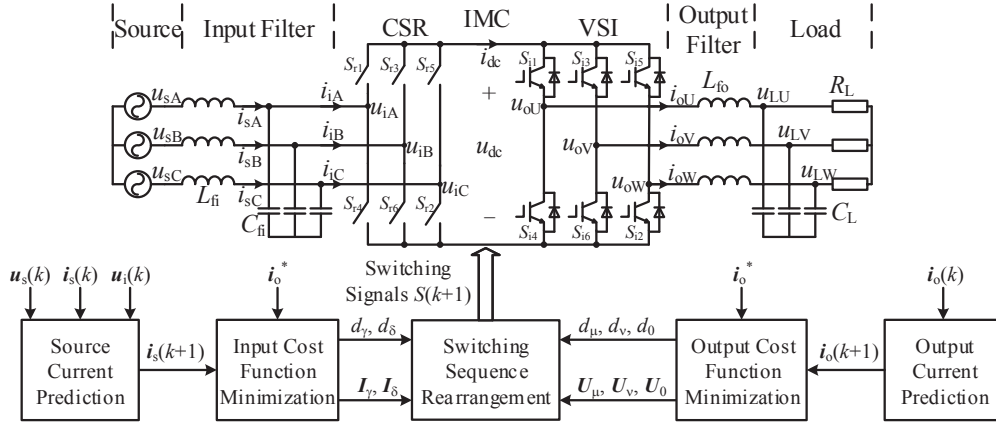 Source
Input Filter
IMC
CSR
VSI
Output
Filter
Load
Sr1
Sr3
Sr5
idc
Si1
Si3
Si5
Lfo
usA
iiA
uiA
+
uoU
ioU
uLU
RL
isA
usB
iiB
uiB
udc
uoV
ioV
uLV
isB
usC
iiC
uiC
uoW
ioW
uLW
Lfi
isC
Cfi
Sr4
Sr6
Sr2
−
Si4
Si6
Si2
CL
Switching
Signals S(k+1)
us(k)
is(k)
ui(k)
io*
io*
io(k)
Source
Current
Prediction
is(k+1)
Input Cost
Function
Minimization
dγ, dδ
Iγ, Iδ
Switching
Sequence
Rearrangement
dμ, dν, d0
Uμ, Uν, U0
Output Cost
Function
Minimization
io(k+1)
Output
Current
Prediction